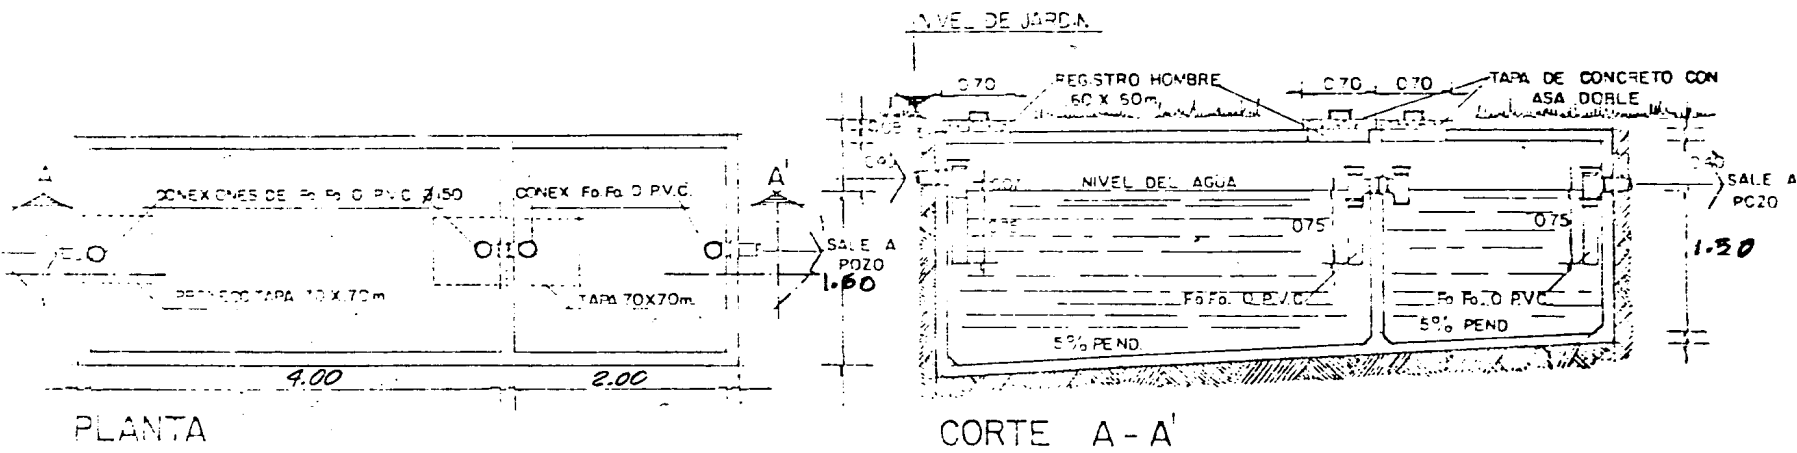 PLANTA
A
A'
CONEXIONES DE Fo.Fo. O P.V.C. Ø.150
CONEX Fo.Fo. O P.V.C.
SALE A
POZO
1.60
TAPA 70X70m
TAPA 70X70m.
4.00
2.00
NIVEL DE JARDIN
0.70
REGISTRO HOMBRE
.60 X 60m
0.70
0.70
TAPA DE CONCRETO CON
ASA DOBLE
NIVEL DEL AGUA
SALE A
POZO
0.75
0.75
1.30
Fo.Fo. O P.V.C.
Fo Fo. O P.V.C.
5% PEND.
5% PEND
CORTE A-A'